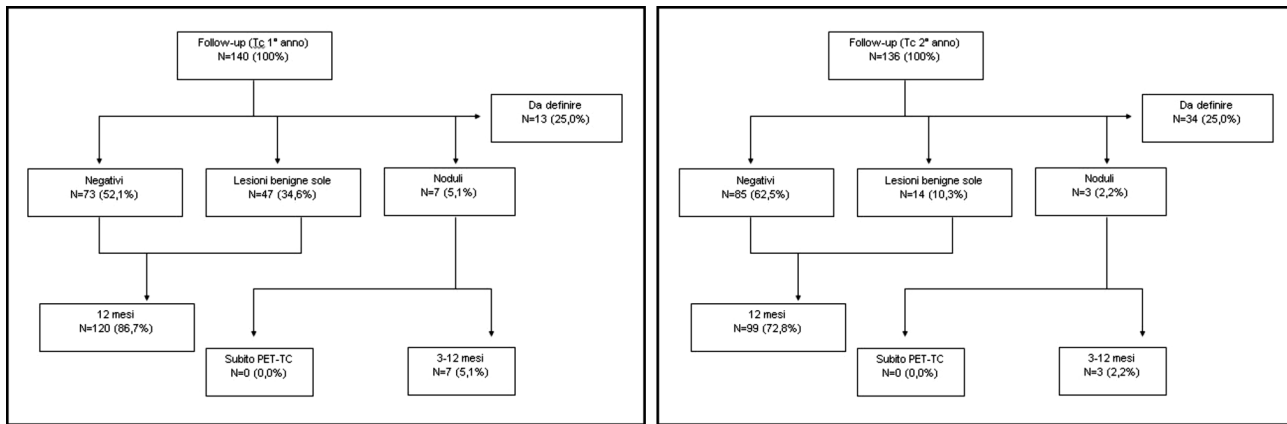 Follow-up (Tc 1° anno)
N=140 (100%)
Da definire
N=13 (25,0%)
Negativi
N=73 (52,1%)
Lesioni benigne sole
N=47 (34,6%)
Noduli
N=7 (5,1%)
12 mesi
N=120 (86,7%)
Subito PET-TC
N=0 (0,0%)
3-12 mesi
N=7 (5,1%)
Follow-up (Tc 2° anno)
N=136 (100%)
Da definire
N=34 (25,0%)
Negativi
N=85 (62,5%)
Lesioni benigne sole
N=14 (10,3%)
Noduli
N=3 (2,2%)
12 mesi
N=99 (72,8%)
Subito PET-TC
N=0 (0,0%)
3-12 mesi
N=3 (2,2%)